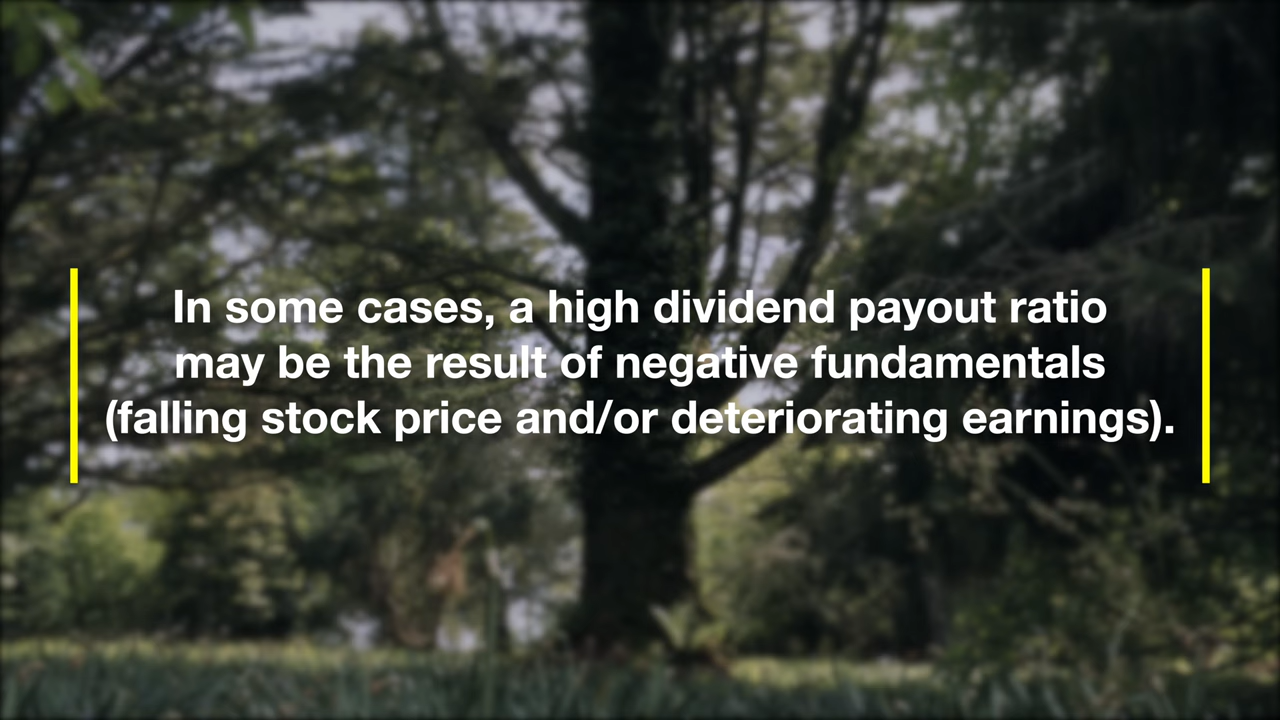 In some cases, a high dividend payout ratio
may be the result of negative fundamentals
(falling stock price and/or deteriorating earnings).